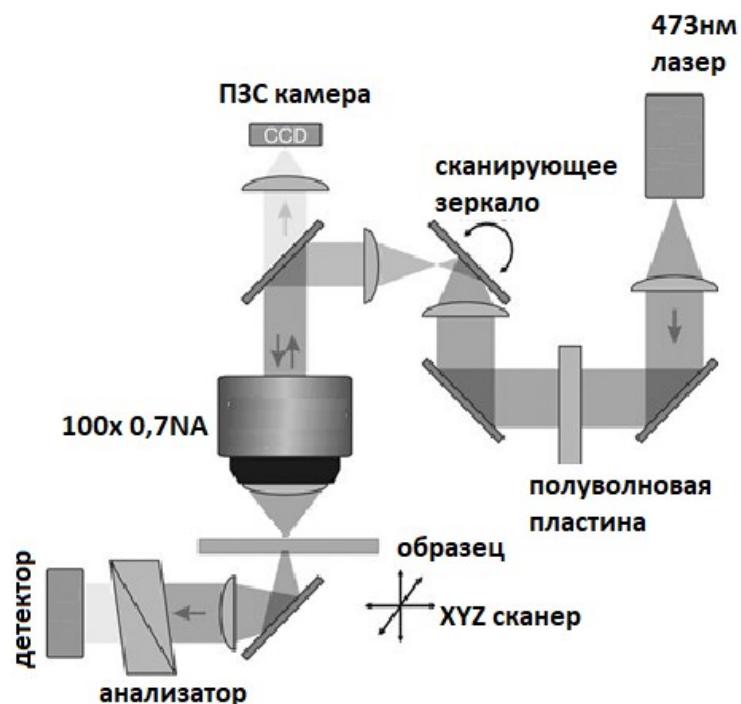 473нм
лазер
ПЗС камера
CCD
сканирующее
зеркало
100x 0,7NA
полуволновая
пластина
образец
XYZ сканер
детектор
анализатор